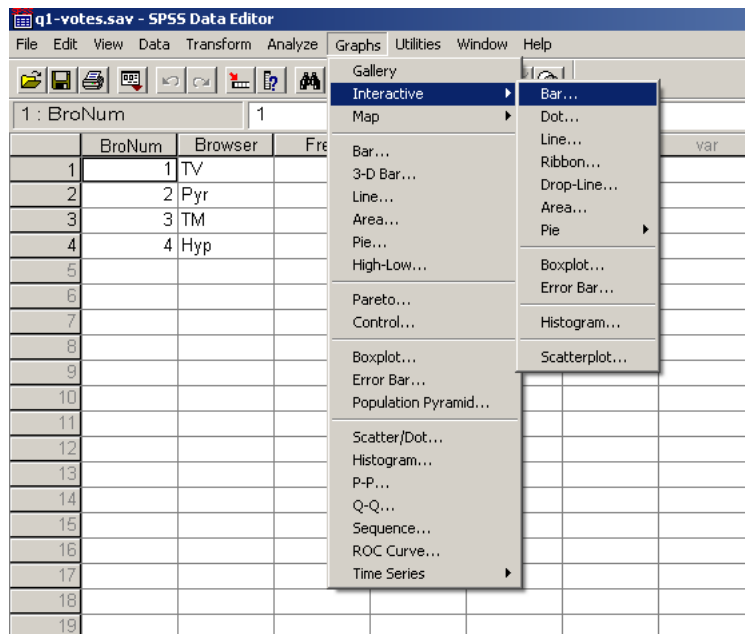 q1-votes.sav - SPSS Data Editor
File Edit View Data Transform Analyze Graphs Utilities Window Help
1 : BroNum 1
BroNum Browser Fre var
1 1 TV
2 2 Pyr
3 3 TM
4 4 Hyp
5
6
7
8
9
10
11
12
13
14
15
16
17
18
19
Gallery
Interactive
Map
Bar...
3-D Bar...
Line...
Area...
Pie...
High-Low...
Pareto...
Control...
Boxplot...
Error Bar...
Population Pyramid...
Scatter/Dot...
Histogram...
P-P...
Q-Q...
Sequence...
ROC Curve...
Time Series
Bar...
Dot...
Line...
Ribbon...
Drop-Line...
Area...
Pie
Boxplot...
Error Bar...
Histogram...
Scatterplot...